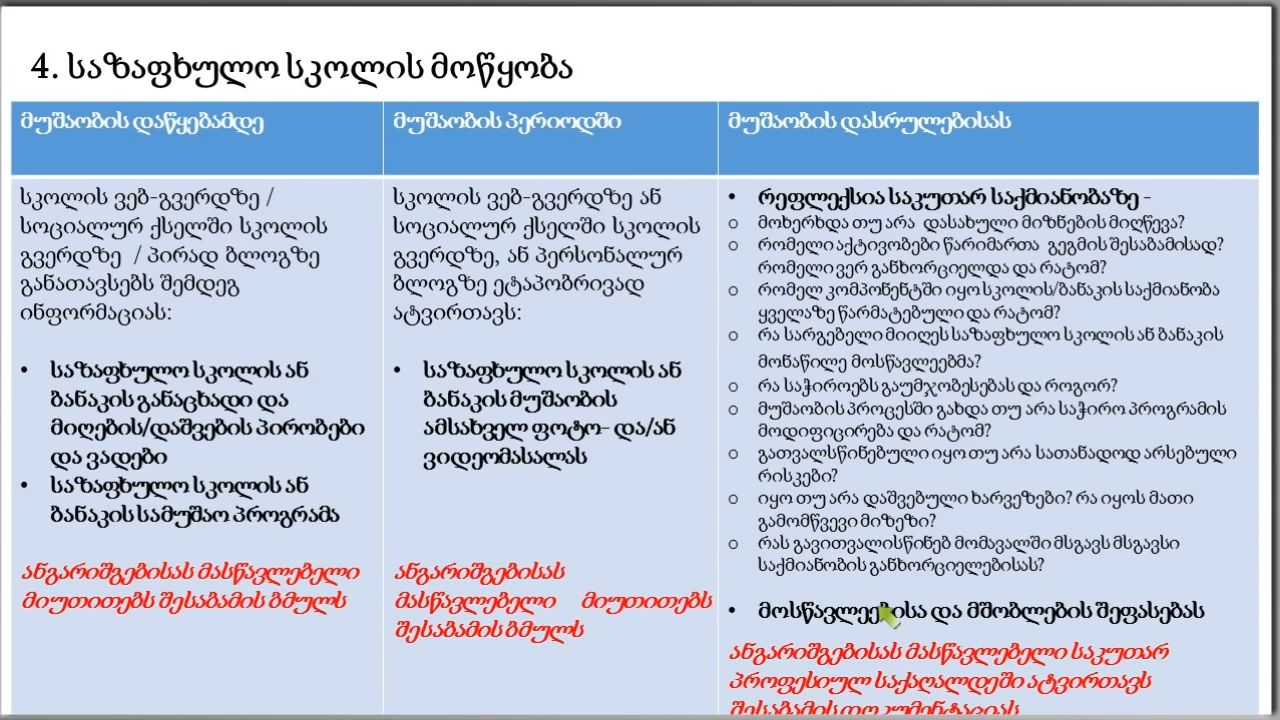 4. საზაფხულო სკოლის მოწყობა
მუშაობის დაწყებამდე
სკოლის ვებ-გვერდზე /
სოციალურ ქსელში სკოლის
გვერდზე / პირად ბლოგზე
განათავსებს შემდეგ
ინფორმაციას:
• საზაფხულო სკოლის ან
ბანაკის განაცხადი და
მიღების/დაშვების პირობები
და ვადები
• საზაფხულო სკოლის ან
ბანაკის სამუშაო პროგრამა
ანგარიშგებისას მასწავლებელი
მიუთითებს შესაბამის ბმულს
მუშაობის პერიოდში
სკოლის ვებ-გვერდზე ან
სოციალურ ქსელში სკოლის
გვერდზე, ან პერსონალურ
ბლოგზე ეტაპობრივად
ატვირთავს:
• საზაფხულო სკოლის ან
ბანაკის მუშაობის
ამსახველ ფოტო- და/ან
ვიდეომასალას
ანგარიშგებისას
მასწავლებელი მიუთითებს
შესაბამის ბმულს
მუშაობის დასრულებისას
• რეფლექსია საკუთარ საქმიანობაზე -
o მოხერხდა თუ არა დასახული მიზნების მიღწევა?
o რომელი აქტივობები წარიმართა გეგმის შესაბამისად?
რომელი ვერ განხორციელდა და რატომ?
o რომელ კომპონენტში იყო სკოლის/ბანაკის საქმიანობა
ყველაზე წარმატებული და რატომ?
o რა სარგებელი მიიღეს საზაფხულო სკოლის ან ბანაკის
მონაწილე მოსწავლეებმა?
o რა საჭიროებს გაუმჯობესებას და როგორ?
o მუშაობის პროცესში გახდა თუ არა საჭირო პროგრამის
მოდიფიცირება და რატომ?
o გათვალსწინებული იყო თუ არა სათანადოდ არსებული
რისკები?
o იყო თუ არა დაშვებული ხარვეზები? რა იყოს მათი
გამომწვევი მიზეზი?
o რას გავითვალისწინებ მომავალში მსგავს მსგავსი
საქმიანობის განხორციელებისას?
• მოსწავლეებისა და მშობლების შეფასებას
ანგარიშგებისას მასწავლებელი საკუთარ
პროფესიულ საქაღალდეში ატვირთავს
შესაბამის დოკუმენტაციას